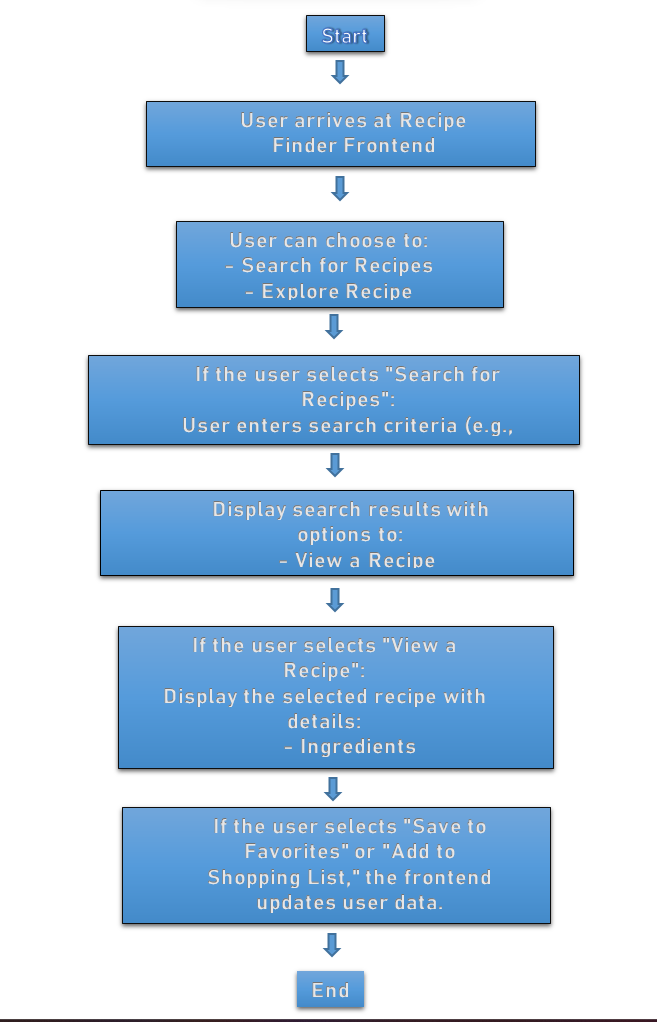 Start
User arrives at Recipe
Finder Frontend
User can choose to:
- Search for Recipes
- Explore Recipe
If the user selects "Search for
Recipes":
User enters search criteria (e.g.,
Display search results with
options to:
- View a Recipe
If the user selects "View a
Recipe":
Display the selected recipe with
details:
- Ingredients
If the user selects "Save to
Favorites" or "Add to
Shopping List," the frontend
updates user data.
End